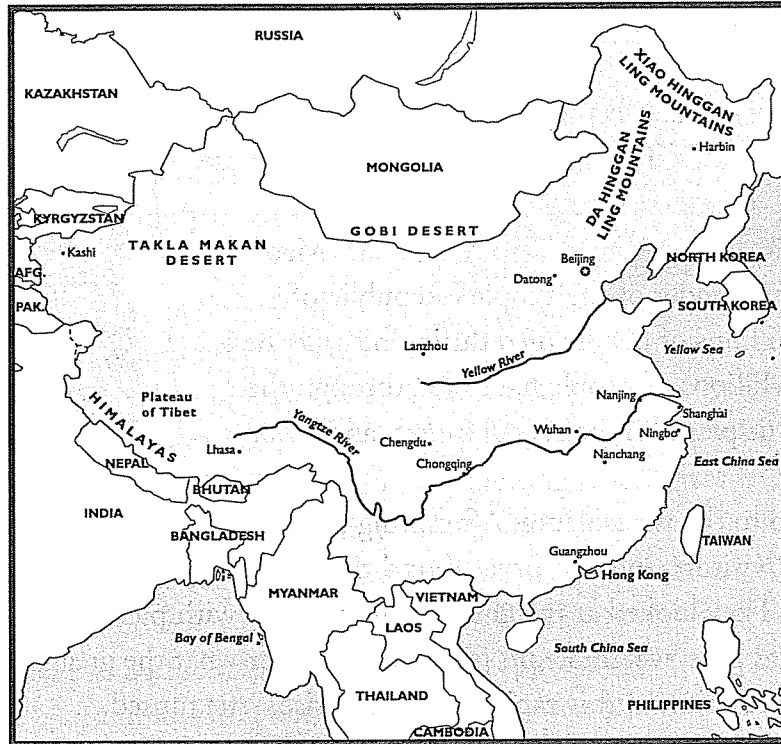 RUSSIA
KAZAKHSTAN
XIAO HINGGAN
LING MOUNTAINS
Harbin
MONGOLIA
DA HINGGAN
LING MOUNTAINS
KYRGYZSTAN
TAKLA MAKAN
DESERT
GOBI DESERT
Kashi
Beijing
NORTH KOREA
AFG.
Datong
PAK.
SOUTH KOREA
Lanzhou
Yellow River
Yellow Sea
HIMALAYAS
Plateau
of Tibet
Nanjing
Shanghai
Yangtze River
Wuhan
Ningbo
Lhasa
Chengdu
Chongqing
Nanchang
East China Sea
NEPAL
BHUTAN
INDIA
BANGLADESH
TAIWAN
Guangzhou
Hong Kong
MYANMAR
VIETNAM
LAOS
Bay of Bengal
South China Sea
THAILAND
PHILIPPINES
CAMBODIA